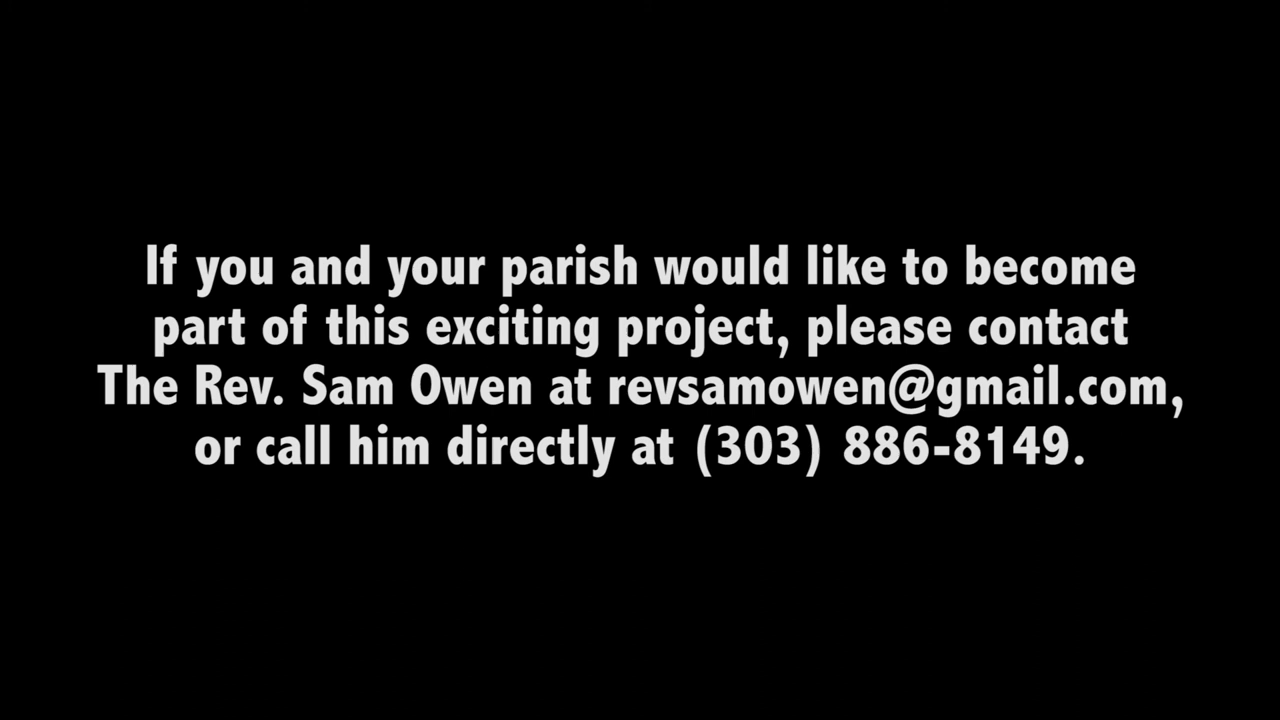 If you and your parish would like to become
part of this exciting project, please contact
The Rev. Sam Owen at revsamowen@gmail.com,
or call him directly at (303) 886-8149.